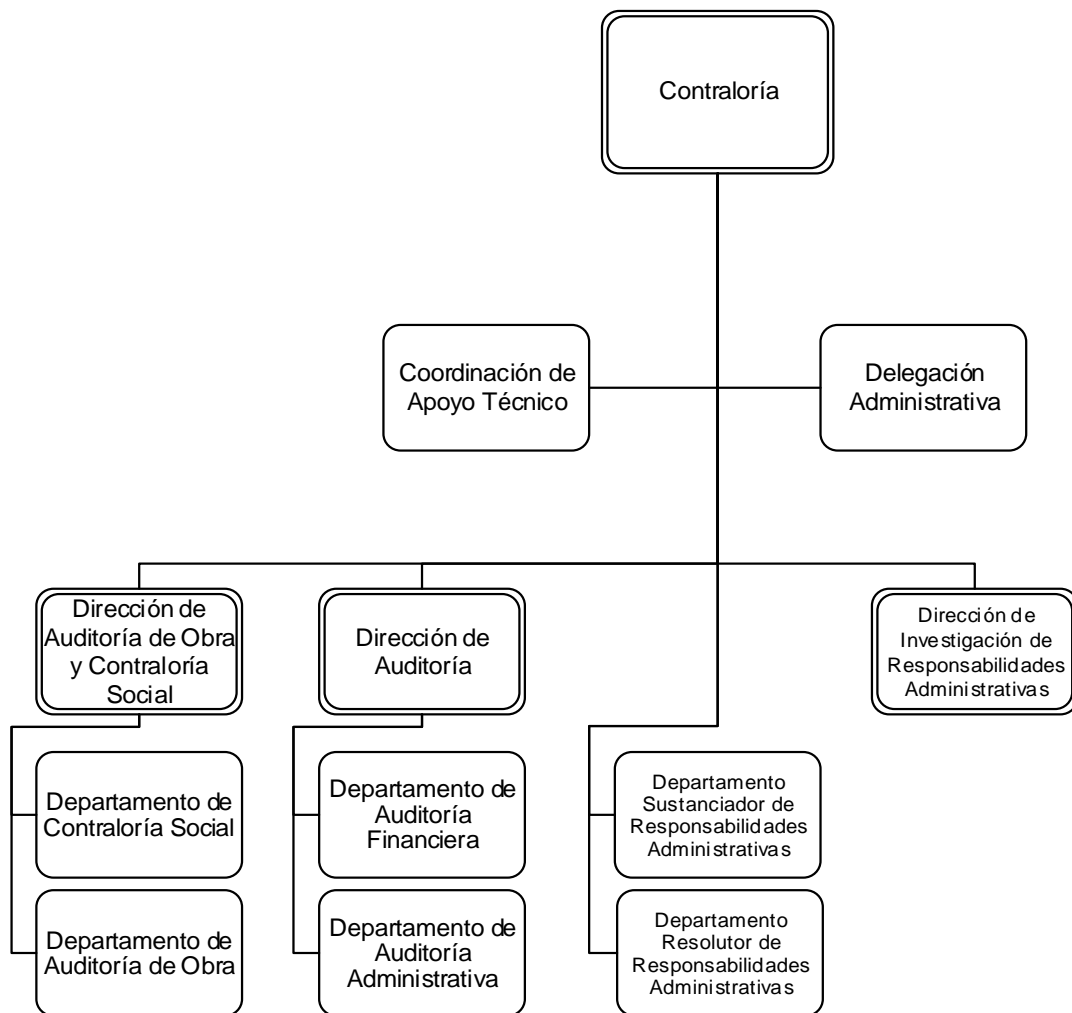 Contraloría
Coordinación de
Apoyo Técnico
Delegación
Administrativa
Dirección de
Auditoría de Obra
y Contraloría
Social
Dirección de
Auditoría
Dirección de
Investigación de
Responsabilidades
Administrativas
Departamento de
Contraloría Social
Departamento de
Auditoría
Financiera
Departamento
Sustanciador de
Responsabilidades
Administrativas
Departamento de
Auditoría de Obra
Departamento de
Auditoría
Administrativa
Departamento
Resolutor de
Responsabilidades
Administrativas